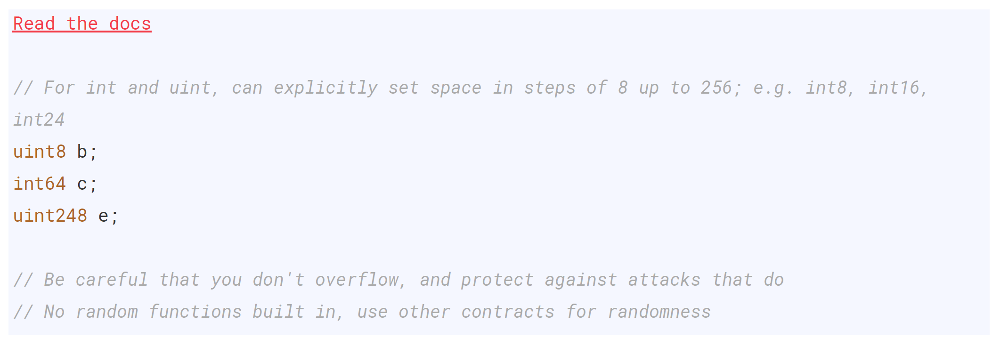 Read the docs
// For int and uint, can explicitly set space in steps of 8 up to 256; e.g. int8, int16,
int24
uint8 b;
int64 c;
uint248 e;
// Be careful that you don't overflow, and protect against attacks that do
// No random functions built in, use other contracts for randomness